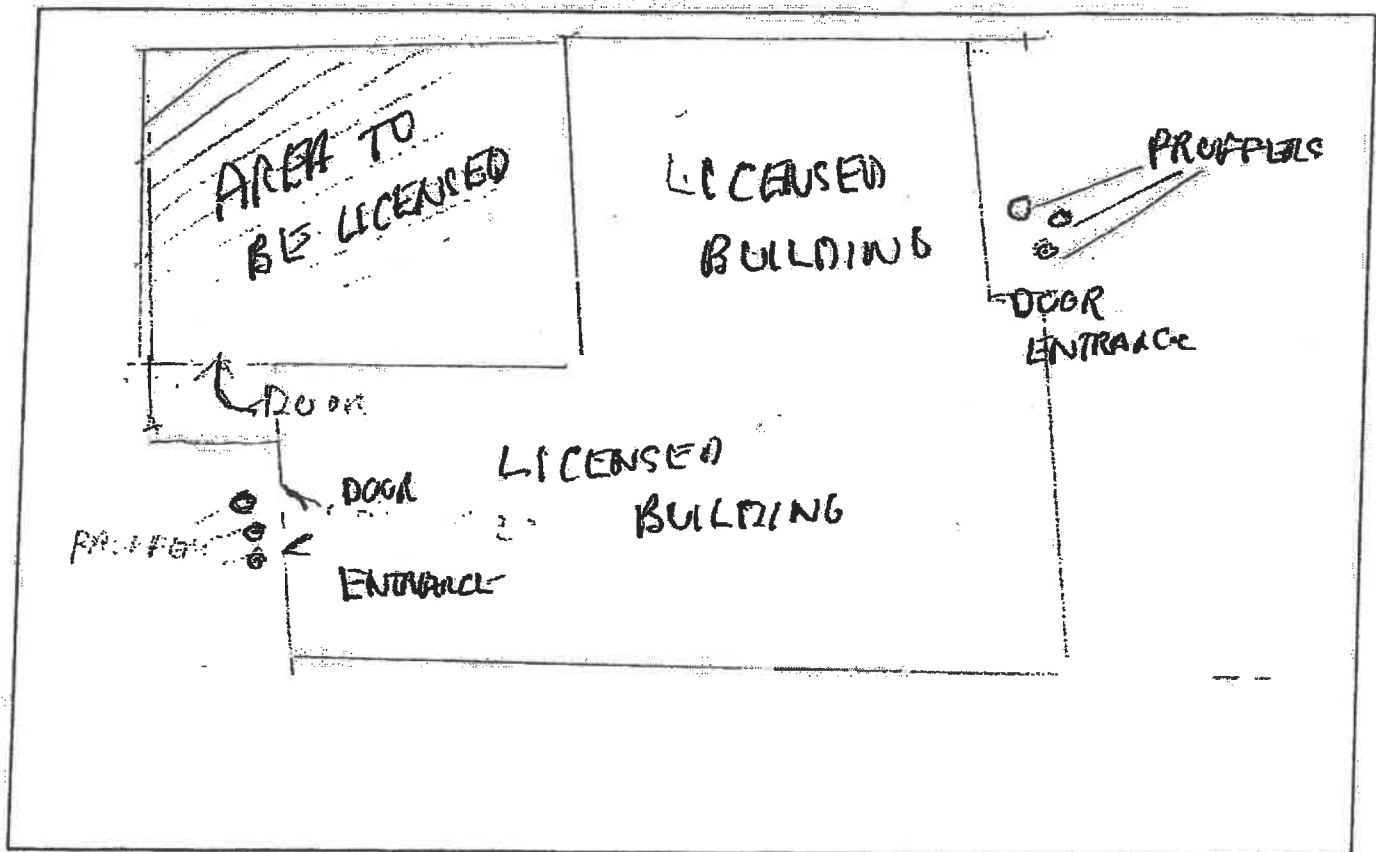 AREA TO
BE LICENSED
LICENSED
BUILDING
DOOR
ENTRANCE
DOOR
LICENSED
BUILDING
DOOR
ENTRANCE